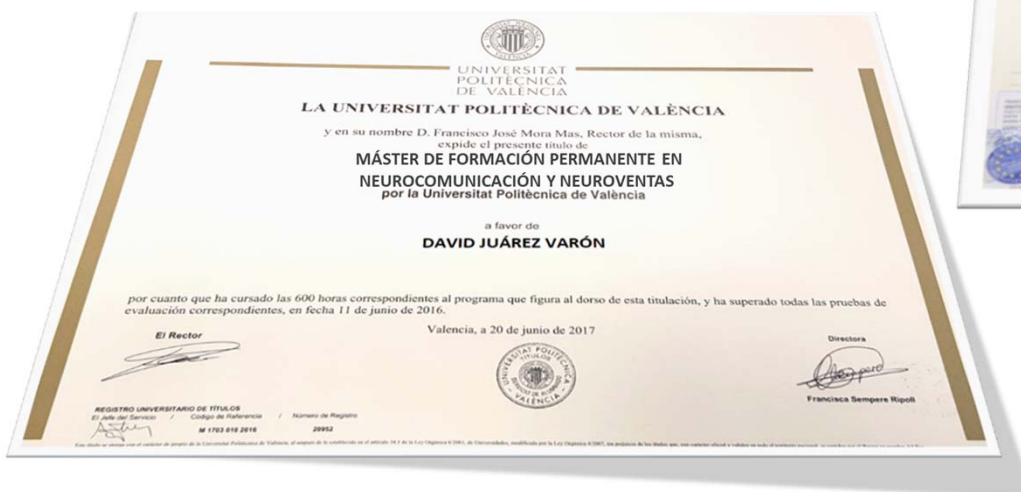 UNIVERSITAT
POLITÈCNICA
DE VALÈNCIA
LA UNIVERSITAT POLITÈCNICA DE VALÈNCIA
y en su nombre D. Francisco José Mora Mas, Rector de la misma,
expide el presente título de
MÁSTER DE FORMACIÓN PERMANENTE EN
NEUROCOMUNICACIÓN Y NEUROVENTAS
por la Universitat Politècnica de València
a favor de
DAVID JUÁREZ VARÓN
por cuanto que ha cursado las 600 horas correspondientes al programa que figura al dorso de esta titulación, y ha superado todas las pruebas de
evaluación correspondientes, en fecha 11 de junio de 2016.
Valencia, a 20 de junio de 2017
El Rector
Directora
Francisca Sempere Ripoll
REGISTRO UNIVERSITARIO DE TÍTULOS
El Jefe del Servicio / Código de Referencia / Número de Registro
M 1703 010 2016 20952